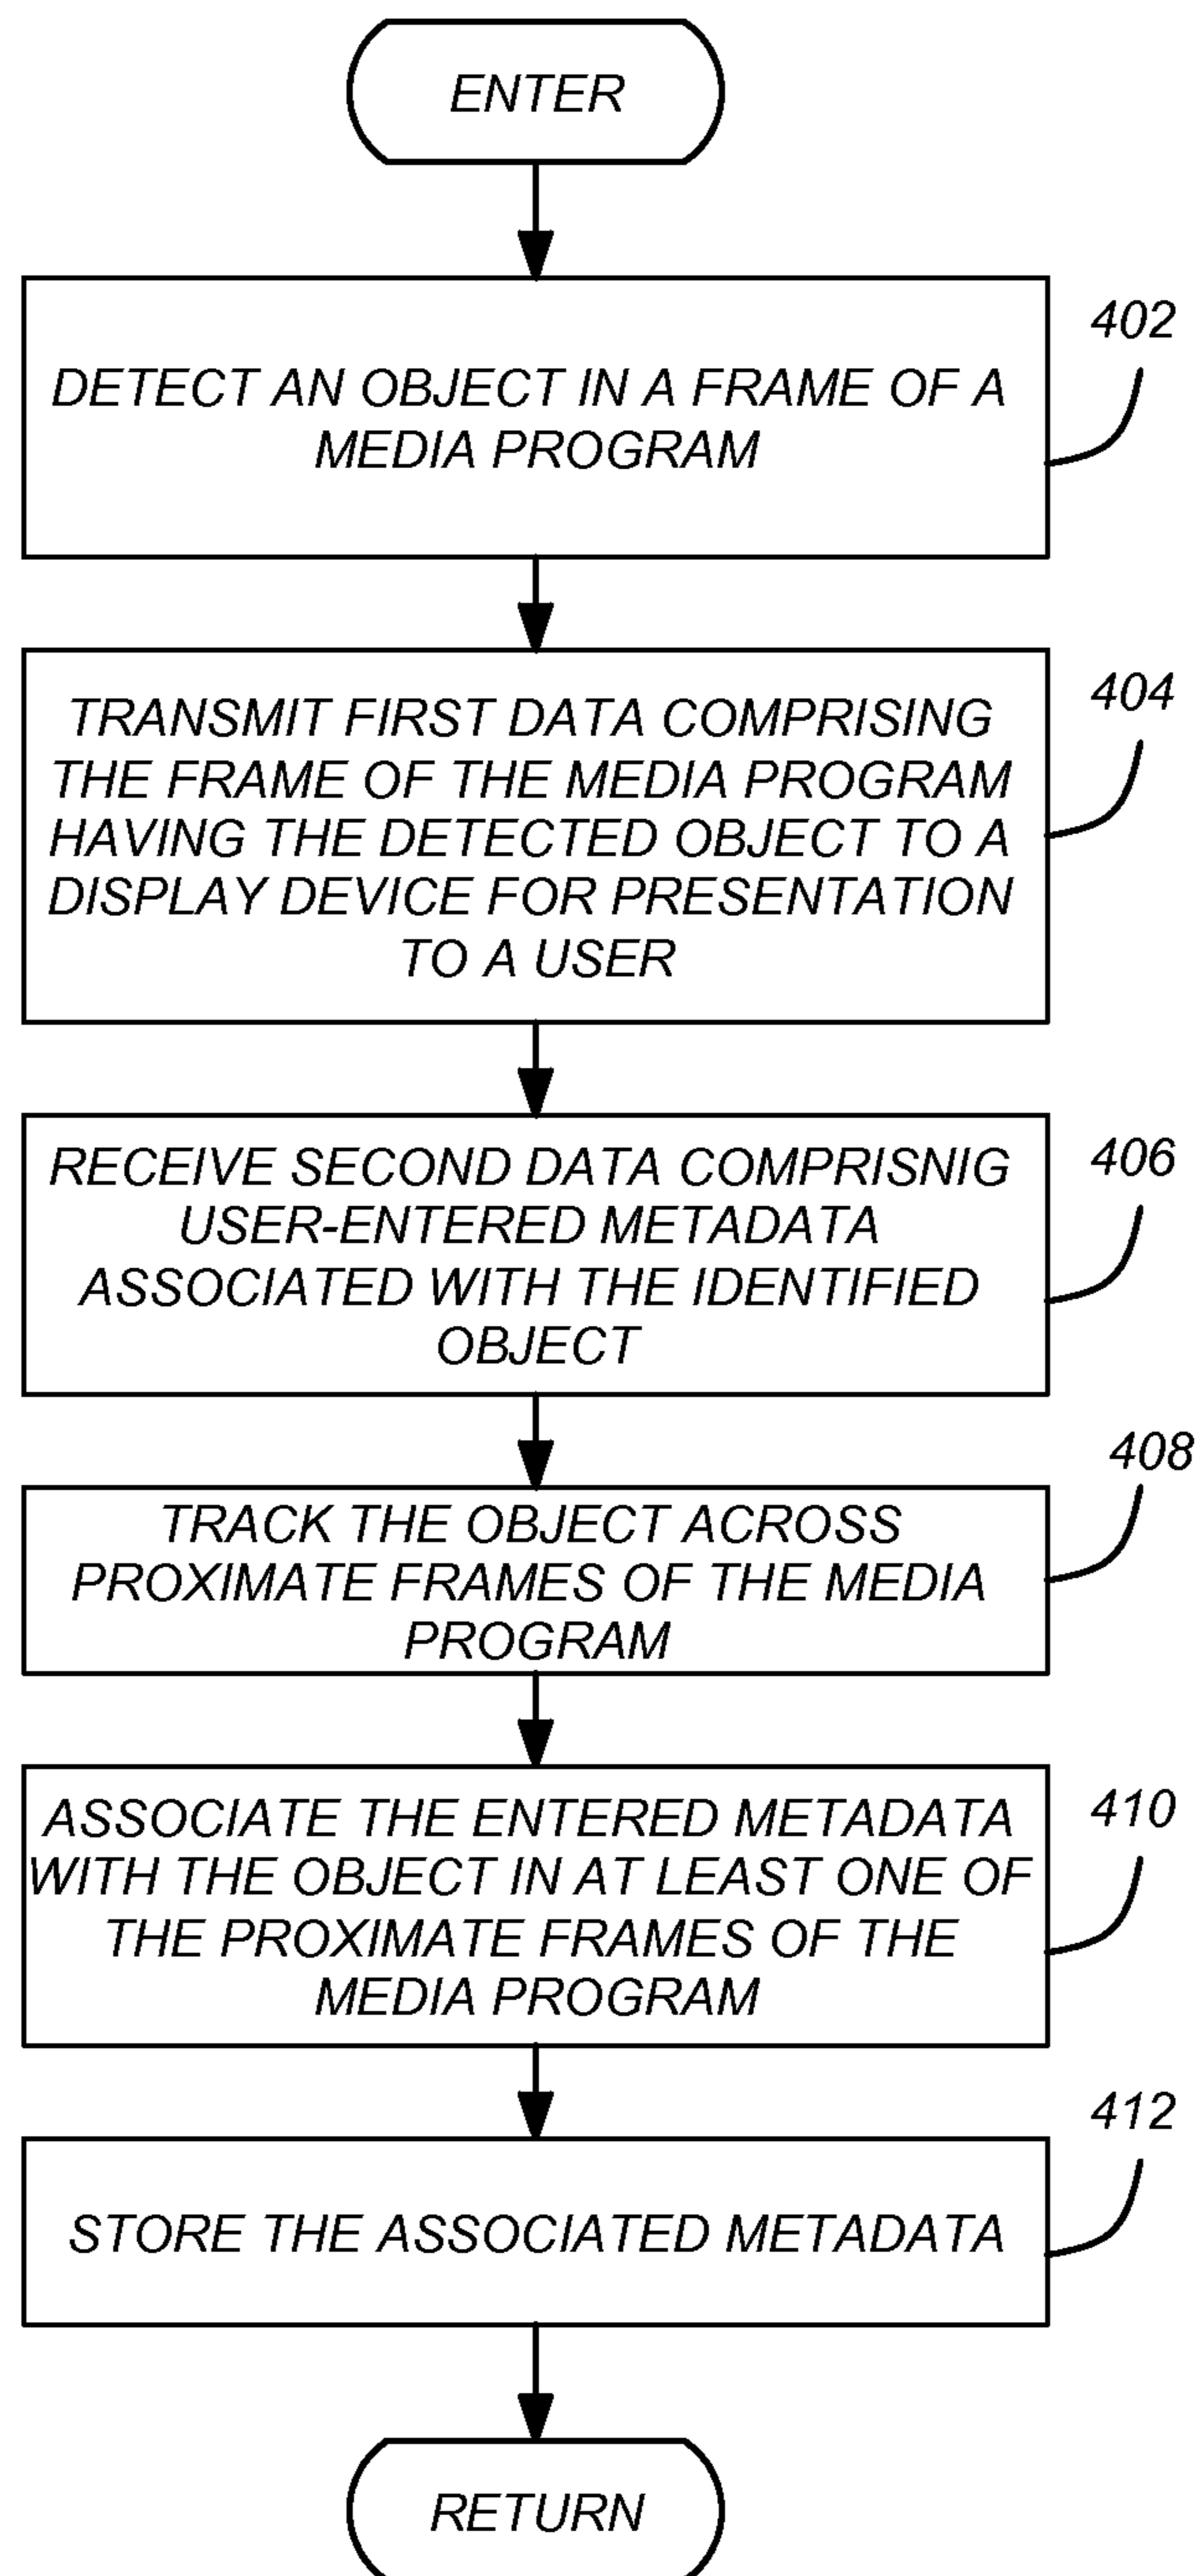 ENTER
402
DETECT AN OBJECT IN A FRAME OF A
MEDIA PROGRAM
404
TRANSMIT FIRST DATA COMPRISING
THE FRAME OF THE MEDIA PROGRAM
HAVING THE DETECTED OBJECT TO A
DISPLAY DEVICE FOR PRESENTATION
TO A USER
406
RECEIVE SECOND DATA COMPRISNIG
USER-ENTERED METADATA
ASSOCIATED WITH THE IDENTIFIED
OBJECT
408
TRACK THE OBJECT ACROSS
PROXIMATE FRAMES OF THE MEDIA
PROGRAM
410
ASSOCIATE THE ENTERED METADATA
WITH THE OBJECT IN AT LEAST ONE OF
THE PROXIMATE FRAMES OF THE
MEDIA PROGRAM
412
STORE THE ASSOCIATED METADATA
RETURN